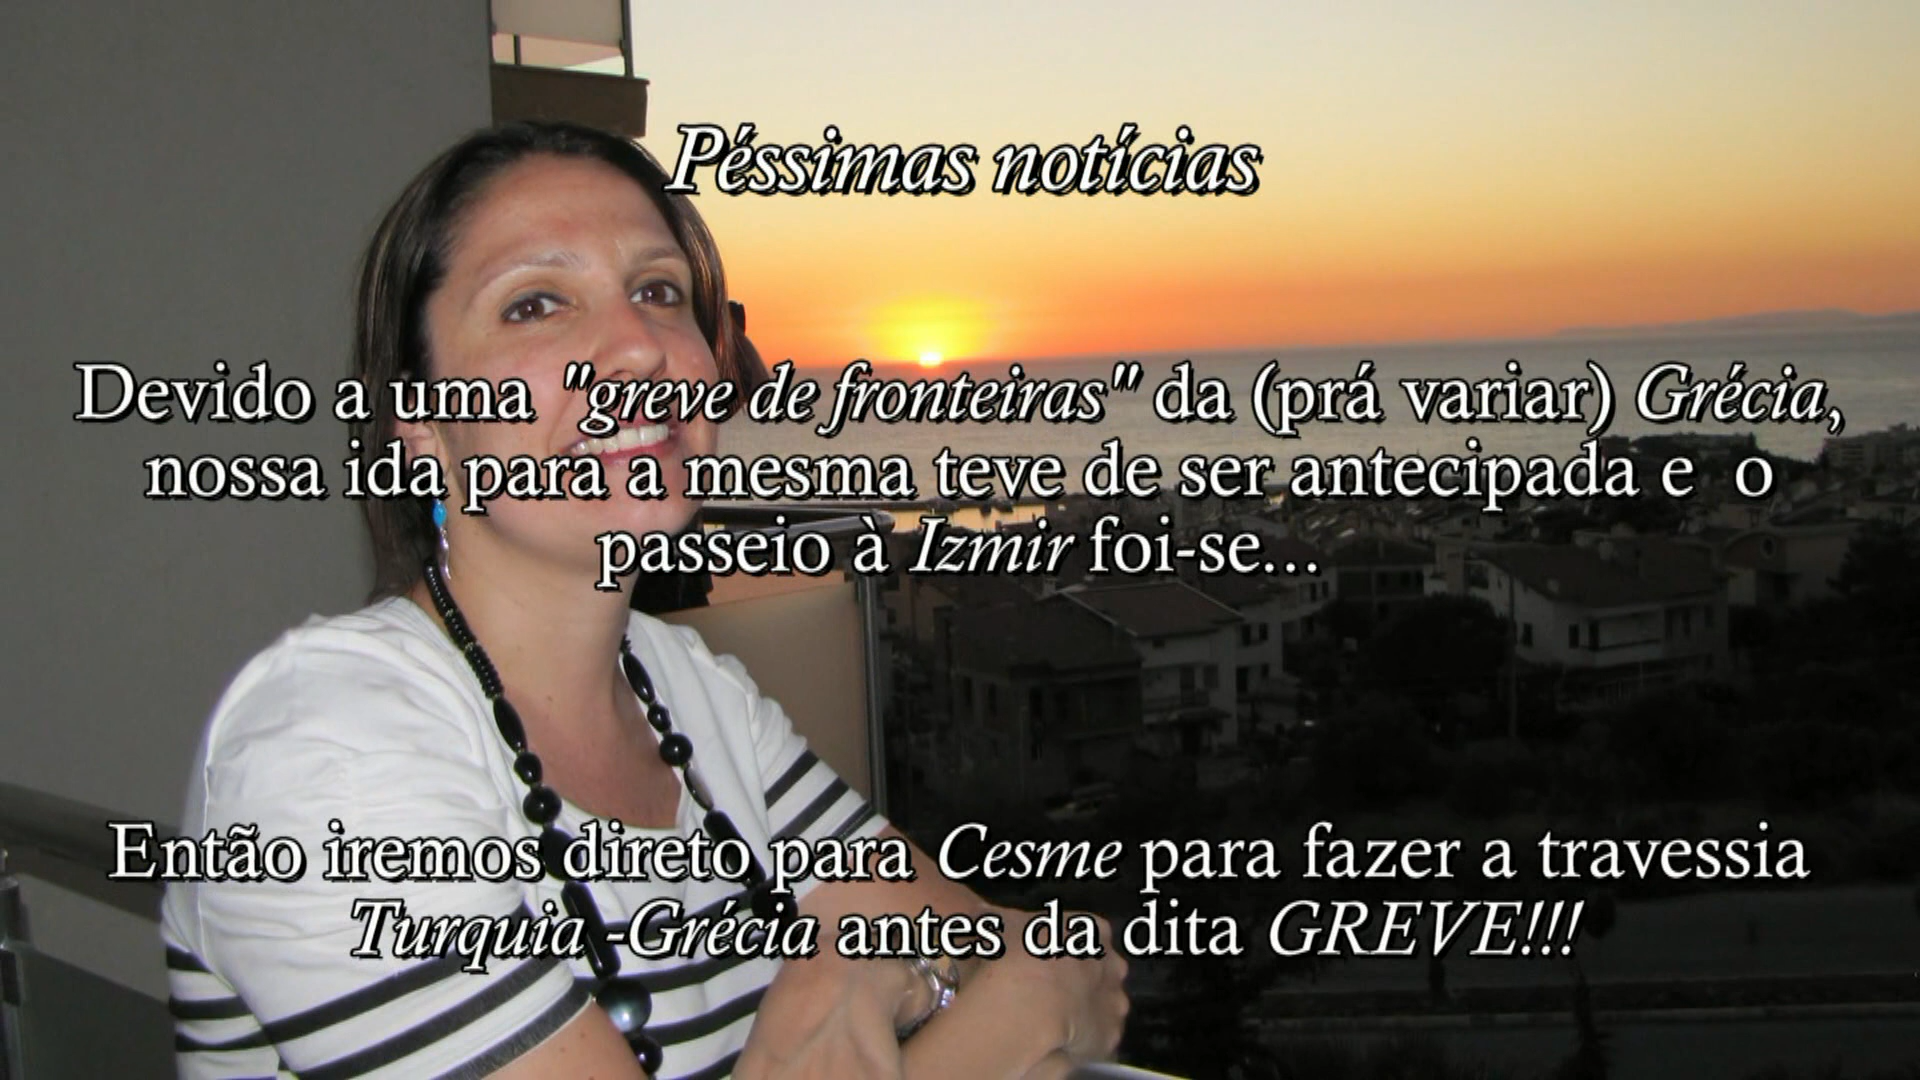 Péssimas notícias
Devido a uma "greve de fronteiras" da (prá variar) Grécia,
nossa ida para a mesma teve de ser antecipada e  o
passeio à Izmir foi-se...
Então iremos direto para Cesme para fazer a travessia
Turquia -Grécia antes da dita GREVE!!!